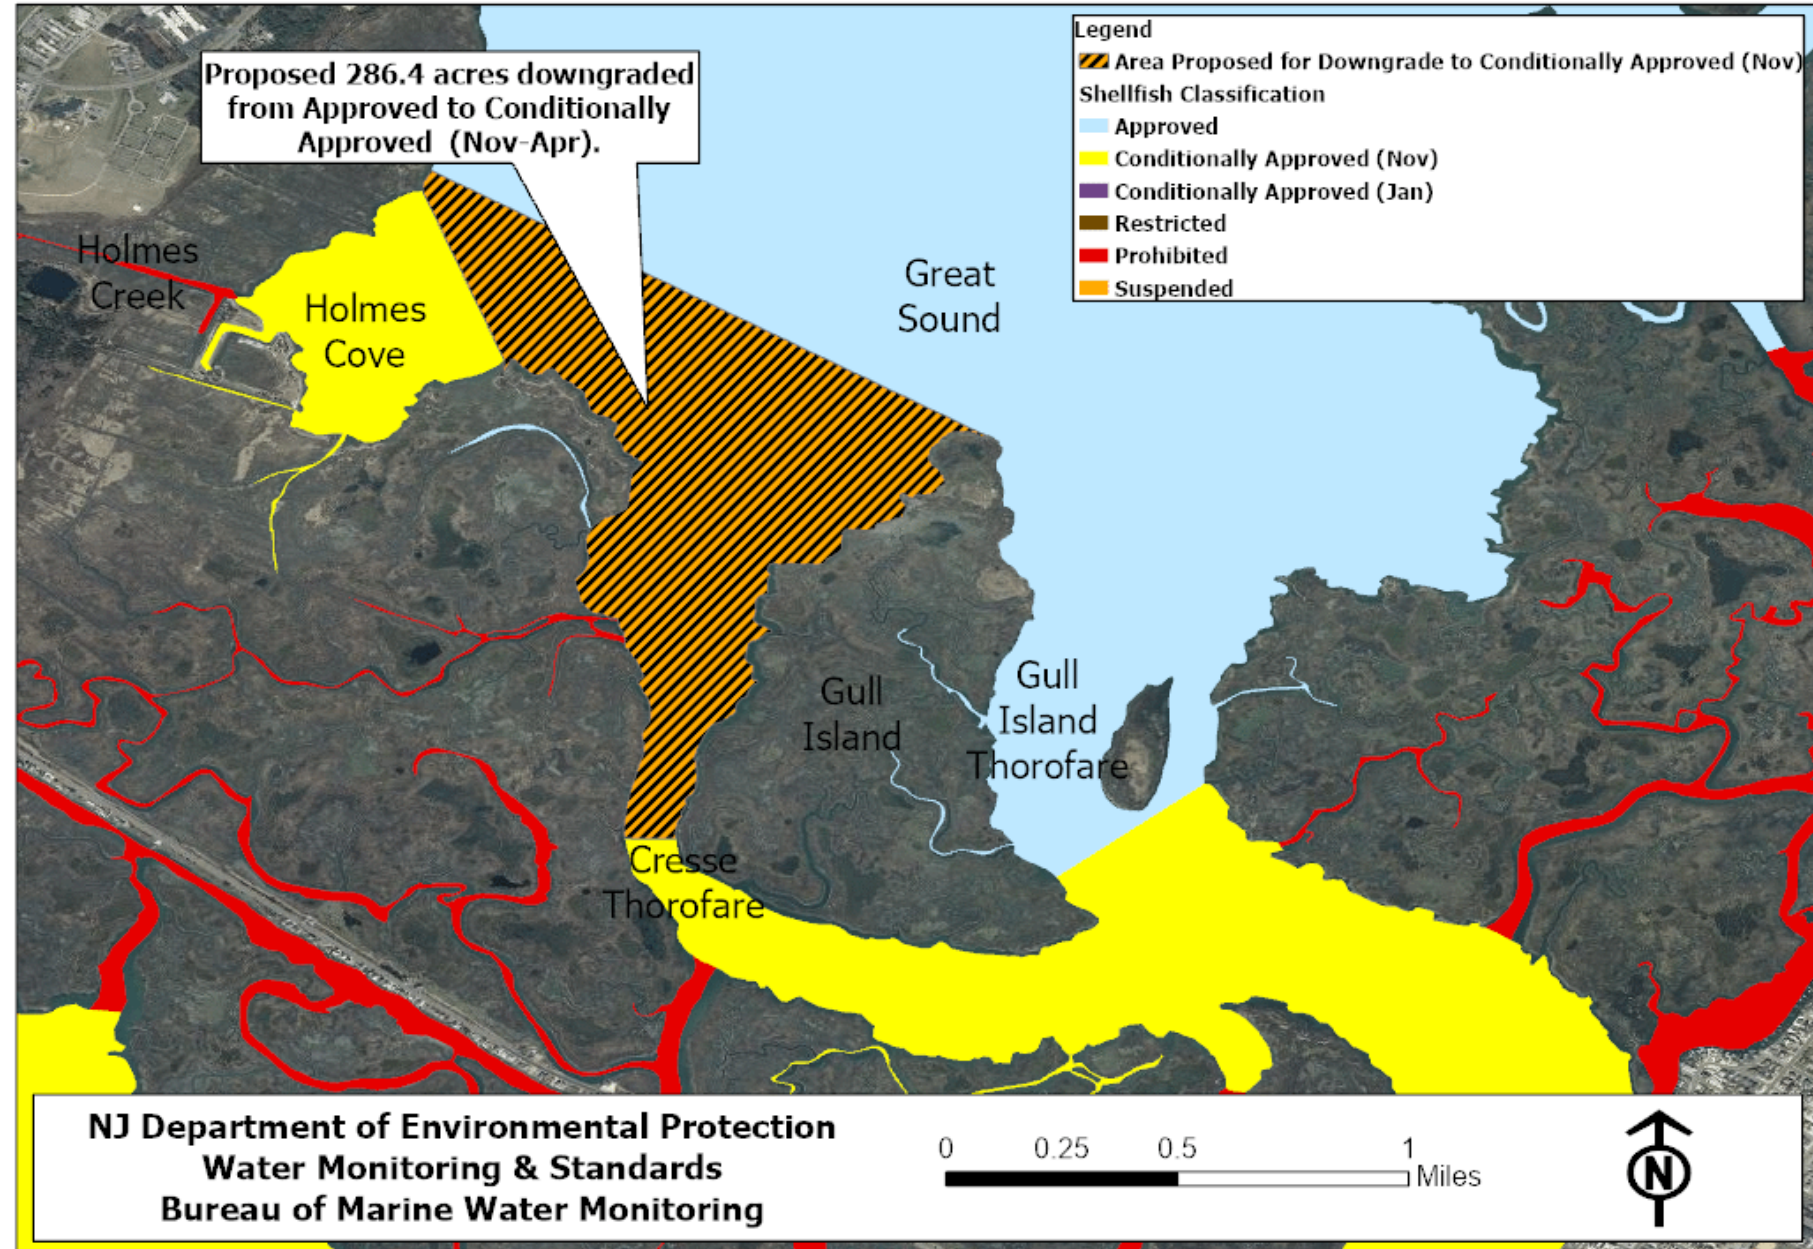 Proposed 286.4 acres downgraded
from Approved to Conditionally
Approved (Nov-Apr).
Legend
Area Proposed for Downgrade to Conditionally Approved (Nov)
Shellfish Classification
Approved
Conditionally Approved (Nov)
Conditionally Approved (Jan)
Restricted
Prohibited
Suspended
Holmes
Creek
Holmes
Cove
Great
Sound
Gull
Island
Gull
Island
Thorofare
Cresse
Thorofare
NJ Department of Environmental Protection
Water Monitoring & Standards
Bureau of Marine Water Monitoring
0 0.25 0.5 1
Miles
N